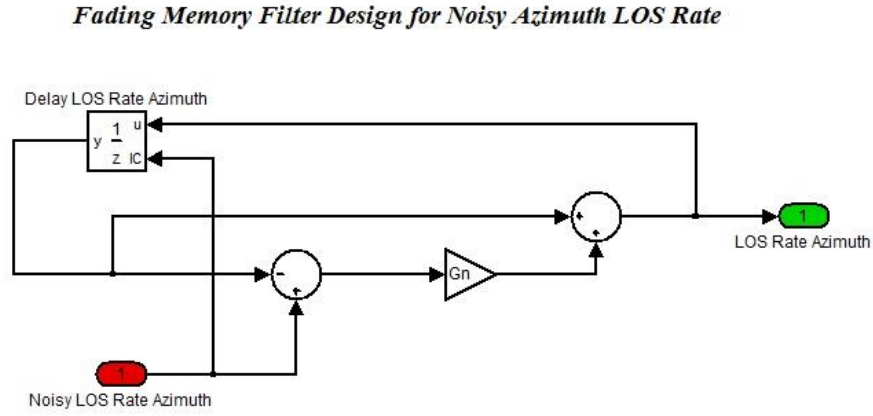 Fading Memory Filter Design for Noisy Azimuth LOS Rate
Delay LOS Rate Azimuth
y 1 z u IC
+ +
1
LOS Rate Azimuth
- +
Gn
1
Noisy LOS Rate Azimuth